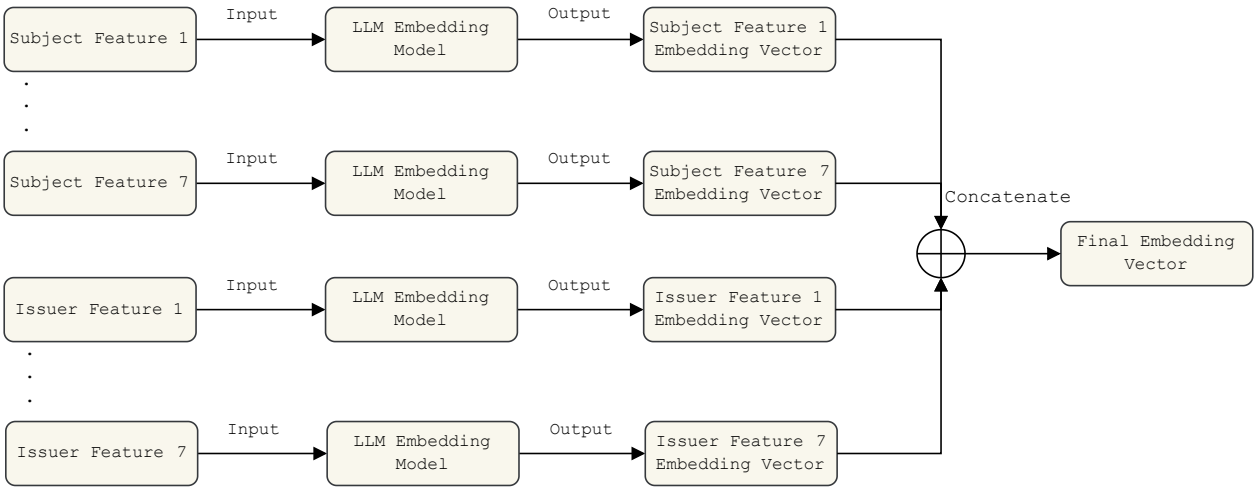 Input
Output
Subject Feature 1
LLM Embedding
Model
Subject Feature 1
Embedding Vector
.
.
.
Input
Output
Subject Feature 7
LLM Embedding
Model
Subject Feature 7
Embedding Vector
Concatenate
Final Embedding
Vector
Input
Output
Issuer Feature 1
LLM Embedding
Model
Issuer Feature 1
Embedding Vector
.
.
.
Input
Output
Issuer Feature 7
LLM Embedding
Model
Issuer Feature 7
Embedding Vector